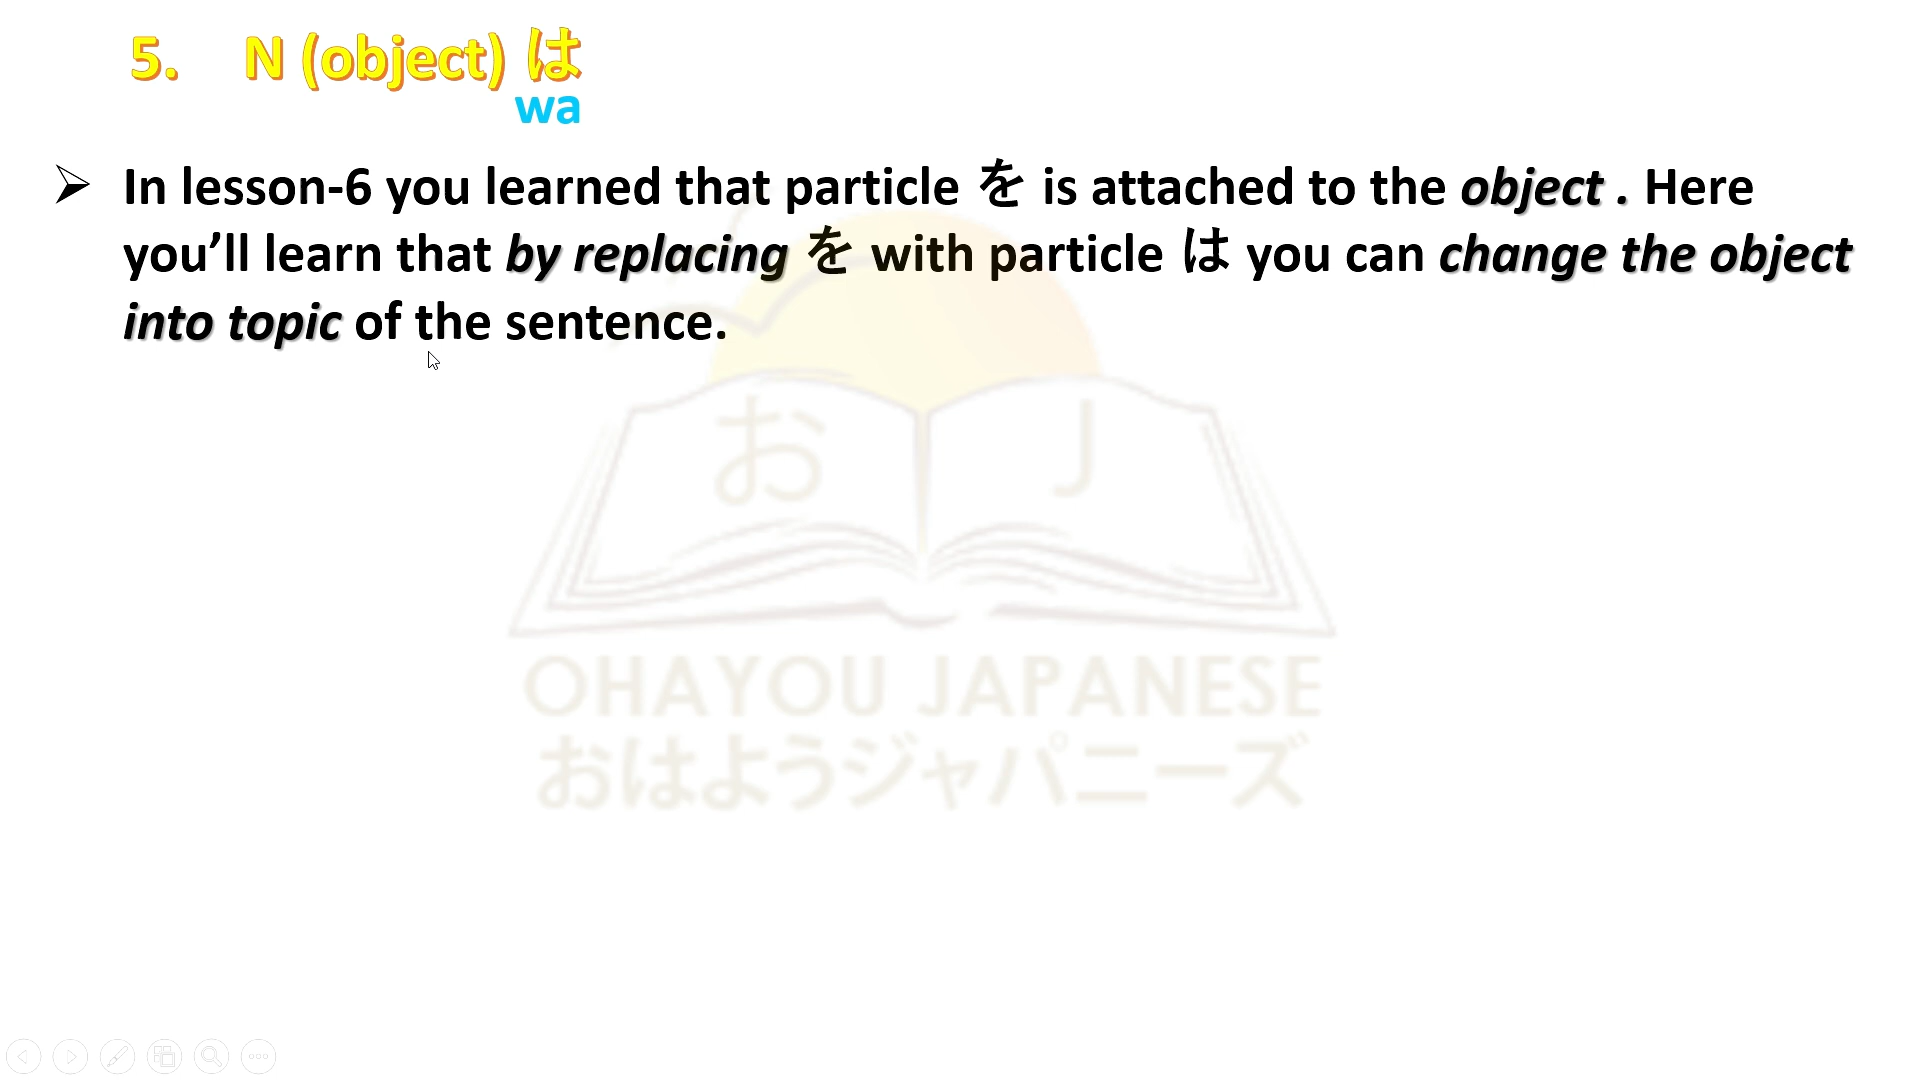 5. N (object) は
wa
➢ In lesson-6 you learned that particle を is attached to the object . Here
you’ll learn that by replacing を with particle は you can change the object
into topic of the sentence.
お J
OHAYOU JAPANESE
おはようジャパニーズ